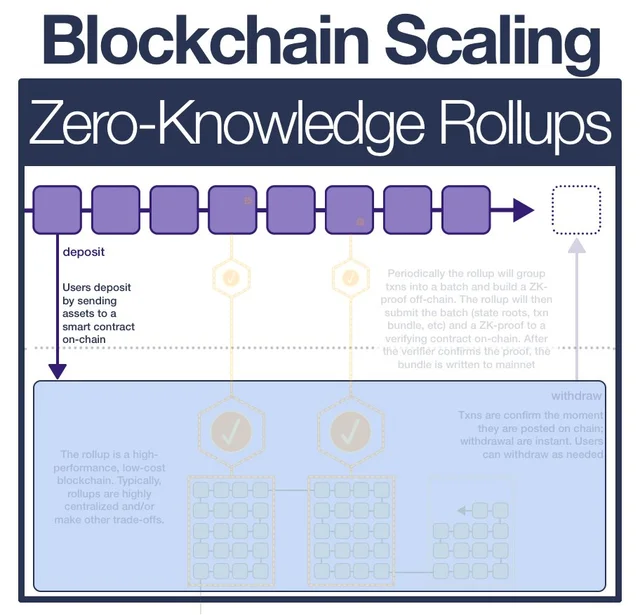 Blockchain Scaling
Zero-Knowledge Rollups
deposit
Users deposit
by sending
assets to a
smart contract
on-chain
Periodically the rollup will group
txns into a batch and build a ZK-
proof off-chain. The rollup will then
submit the batch (state roots, txn
bundle, etc) and a ZK-proof to a
verifying contract on-chain. After
the verifier confirms the proof, the
bundle is written to mainnet
withdraw
Txns are confirm the moment
they are posted on chain;
withdrawal are instant. Users
can withdraw as needed
The rollup is a high-
performance, low-cost
blockchain. Typically,
rollups are highly
centralized and/or
make other trade-offs.